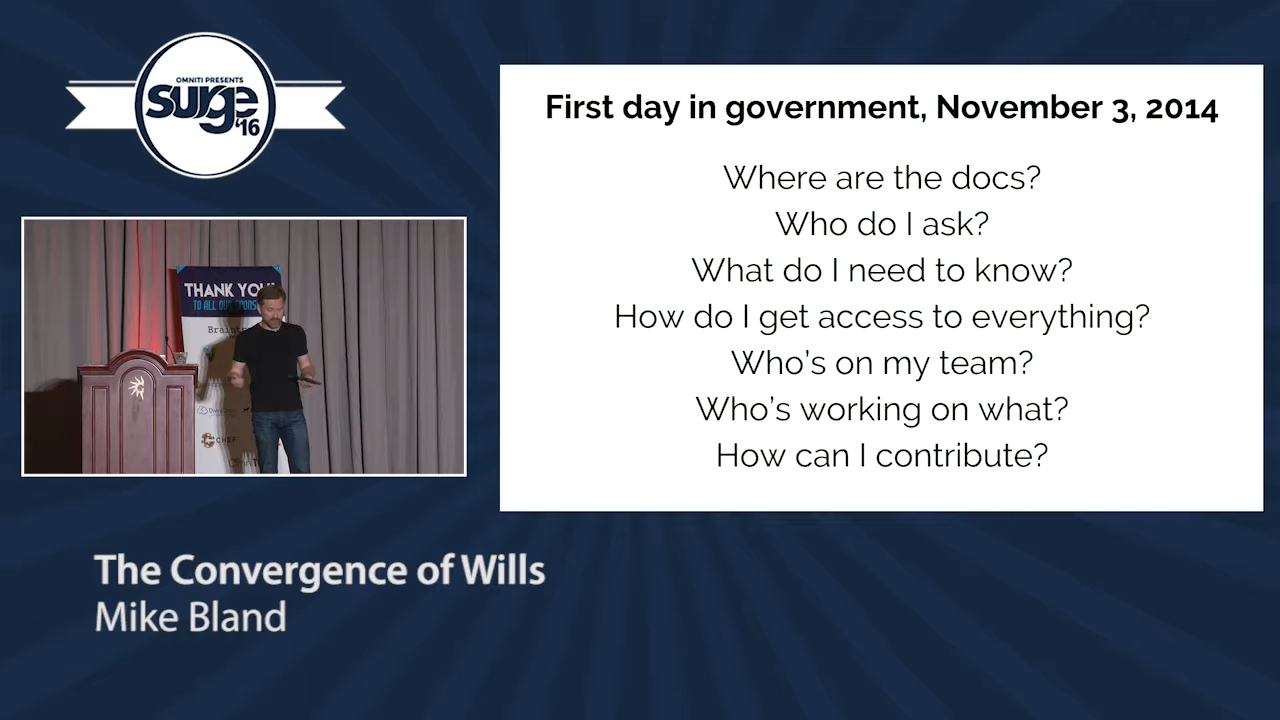 OMNITI PRESENTS
surge
'16
First day in government, November 3, 2014
Where are the docs?
Who do I ask?
What do I need to know?
How do I get access to everything?
Who's on my team?
Who's working on what?
How can I contribute?
THANK YOU!
TO ALL OUR
CHEF
The Convergence of Wills
Mike Bland